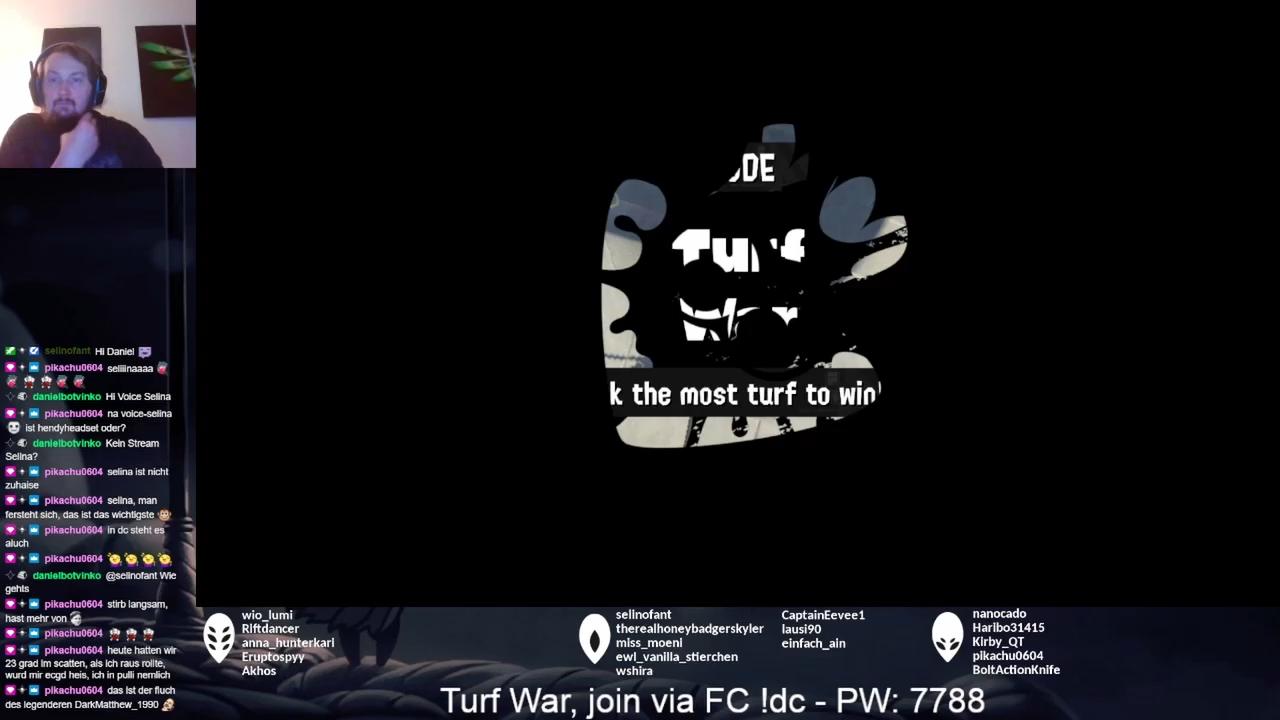 selinofant Hi Daniel
pikachu0604 seliiinaaaa
danielbotvinko Hi Voice Selina
pikachu0604 na voice-selina
ist hendyheadset oder?
danielbotvinko Kein Stream
Selina?
pikachu0604 selina ist nicht
zuhaise
pikachu0604 selina, man
fersteht sich, das ist das wichtigste
pikachu0604 in dc steht es
aluch
pikachu0604
danielbotvinko @selinofant Wie
gehts
pikachu0604 stirb langsam,
hast mehr von
pikachu0604
pikachu0604 heute hatten wir
23 grad im scatten, als ich raus rollte,
wurd mir ecgd heis, ich in pulli nemlich
pikachu0604 das ist der fluch
des legenderen DarkMatthew_1990
ODE
Turf
War
k the most turf to win!
wio_lumi
Riftdancer
anna_hunterkari
Eruptospyy
Akhos
selinofant
therealhoneybadgerskyler
miss_moeni
ewl_vanilla_stierchen
wshira
CaptainEevee1
lausi90
einfach_ain
nanocado
Haribo31415
Kirby_QT
pikachu0604
BoltActionKnife
Turf War, join via FC !dc - PW: 7788